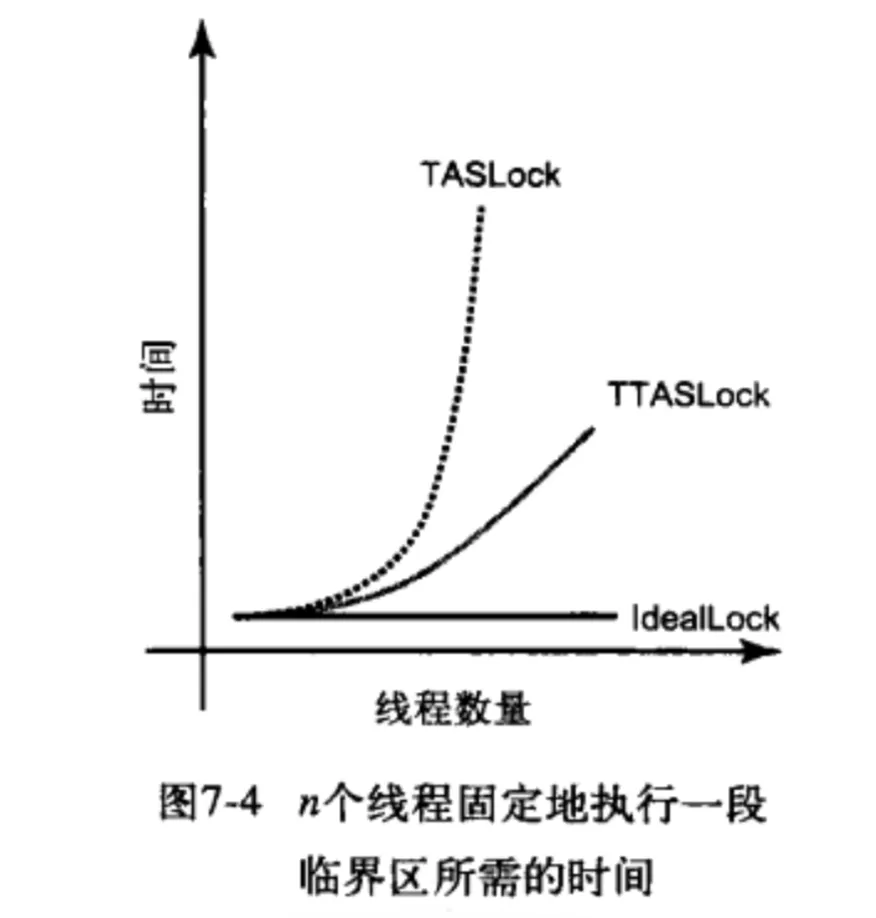 TASLock
时间
TTASLock
IdealLock
线程数量
图7-4 n个线程固定地执行一段
临界区所需的时间